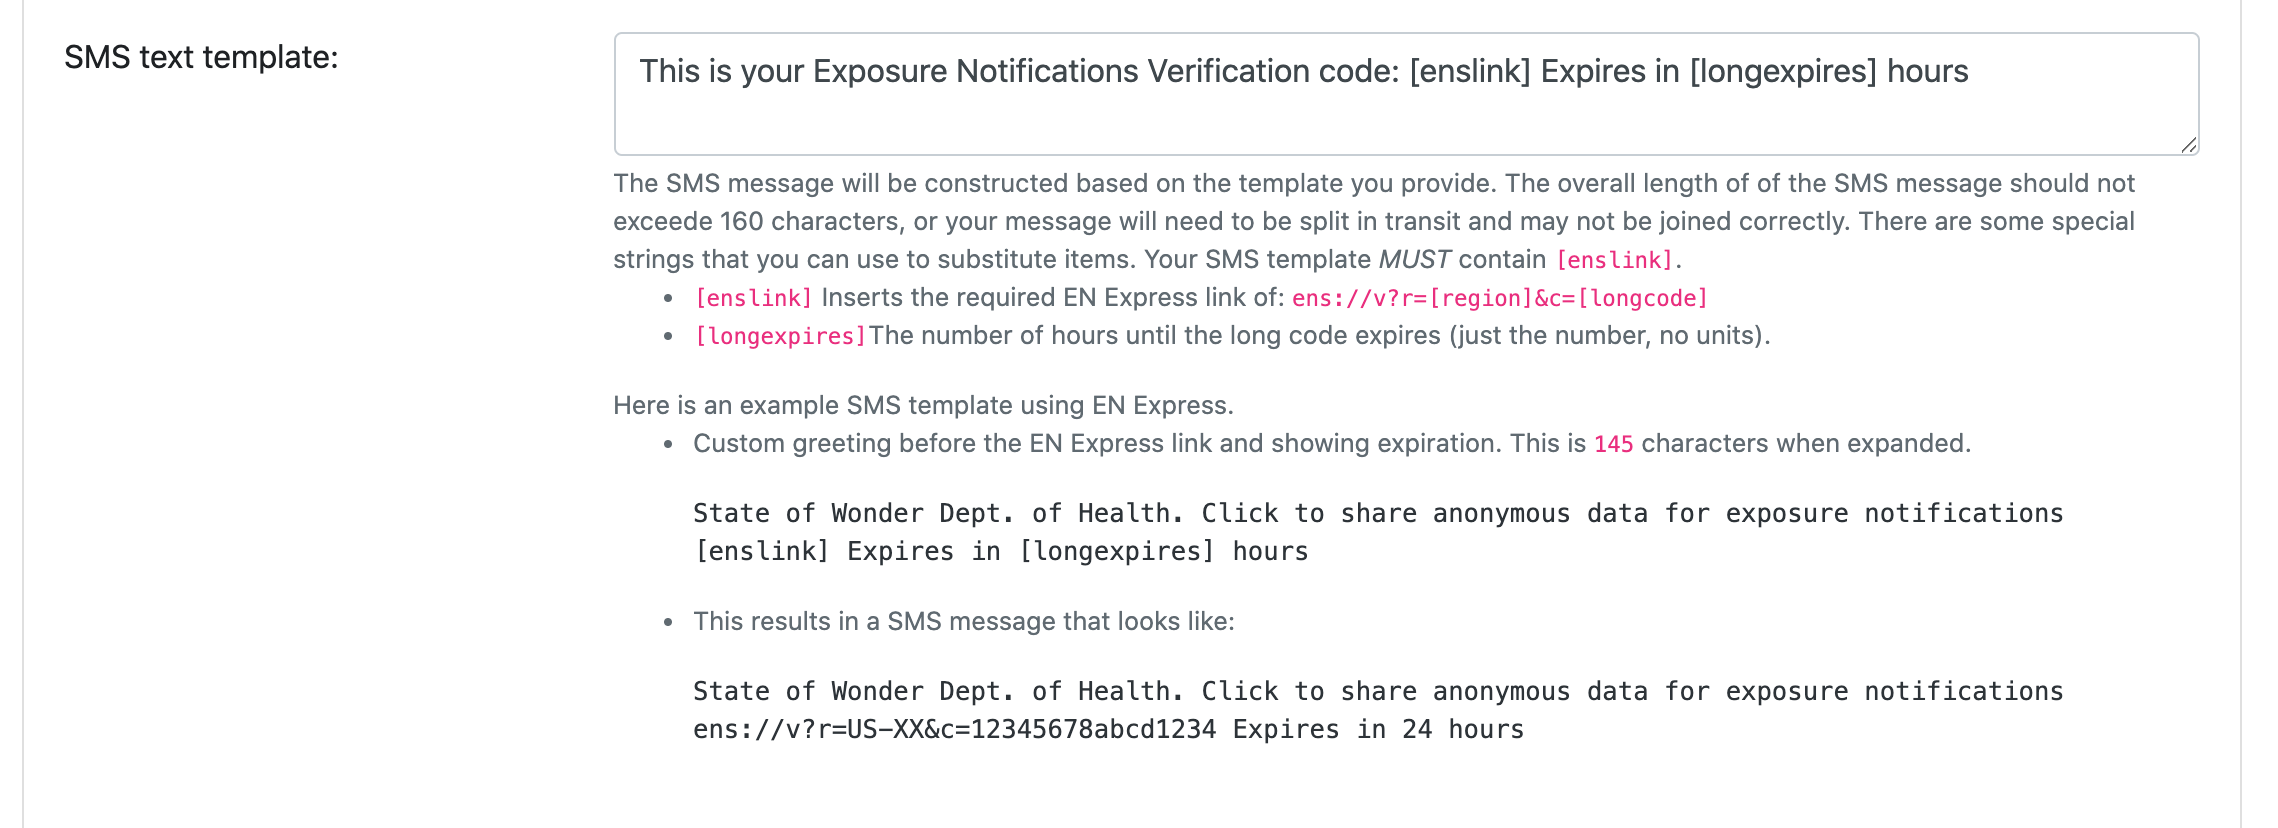 SMS text template:
This is your Exposure Notifications Verification code: [enslink] Expires in [longexpires] hours
The SMS message will be constructed based on the template you provide. The overall length of of the SMS message should not
exceede 160 characters, or your message will need to be split in transit and may not be joined correctly. There are some special
strings that you can use to substitute items. Your SMS template MUST contain [enslink].
• [enslink] Inserts the required EN Express link of: ens://v?r=[region]&c=[longcode]
• [longexpires]The number of hours until the long code expires (just the number, no units).
Here is an example SMS template using EN Express.
• Custom greeting before the EN Express link and showing expiration. This is 145 characters when expanded.
State of Wonder Dept. of Health. Click to share anonymous data for exposure notifications
[enslink] Expires in [longexpires] hours
• This results in a SMS message that looks like:
State of Wonder Dept. of Health. Click to share anonymous data for exposure notifications
ens://v?r=US-XX&c=12345678abcd1234 Expires in 24 hours